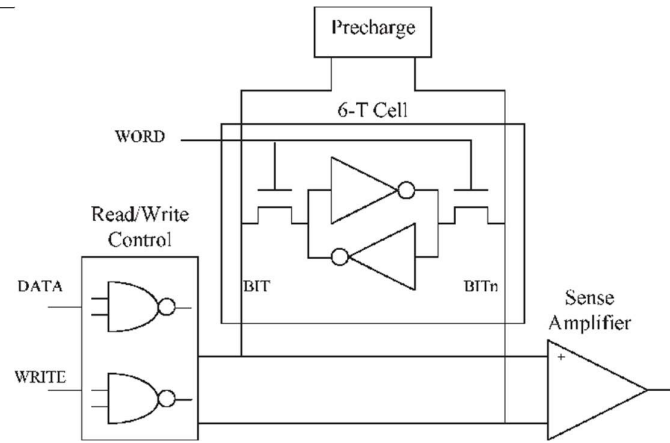 Precharge
6-T Cell
WORD
Read/Write
Control
DATA
BIT
BITn
Sense
Amplifier
+
WRITE